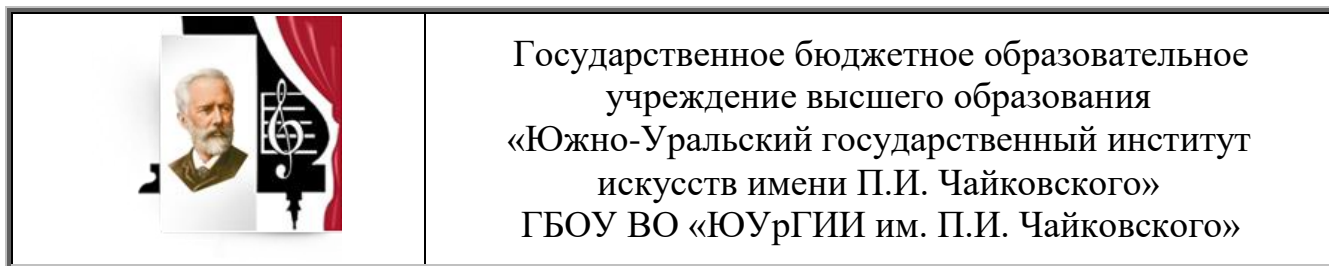 Государственное бюджетное образовательное
учреждение высшего образования
«Южно-Уральский государственный институт
искусств имени П.И. Чайковского»
ГБОУ ВО «ЮУрГИИ им. П.И. Чайковского»